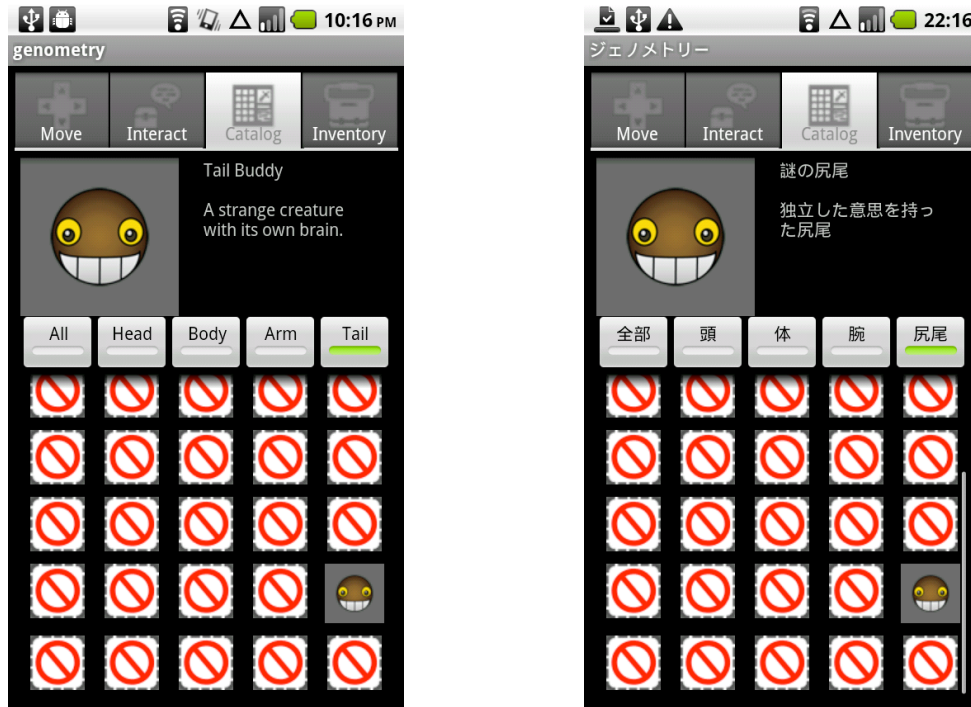 10:16 PM
genometry
Move Interact Catalog Inventory
Tail Buddy
A strange creature
with its own brain.
All Head Body Arm Tail
22:16
ジェノメトリー
Move Interact Catalog Inventory
謎の尻尾
独立した意思を持っ
た尻尾
全部 頭 体 腕 尻尾